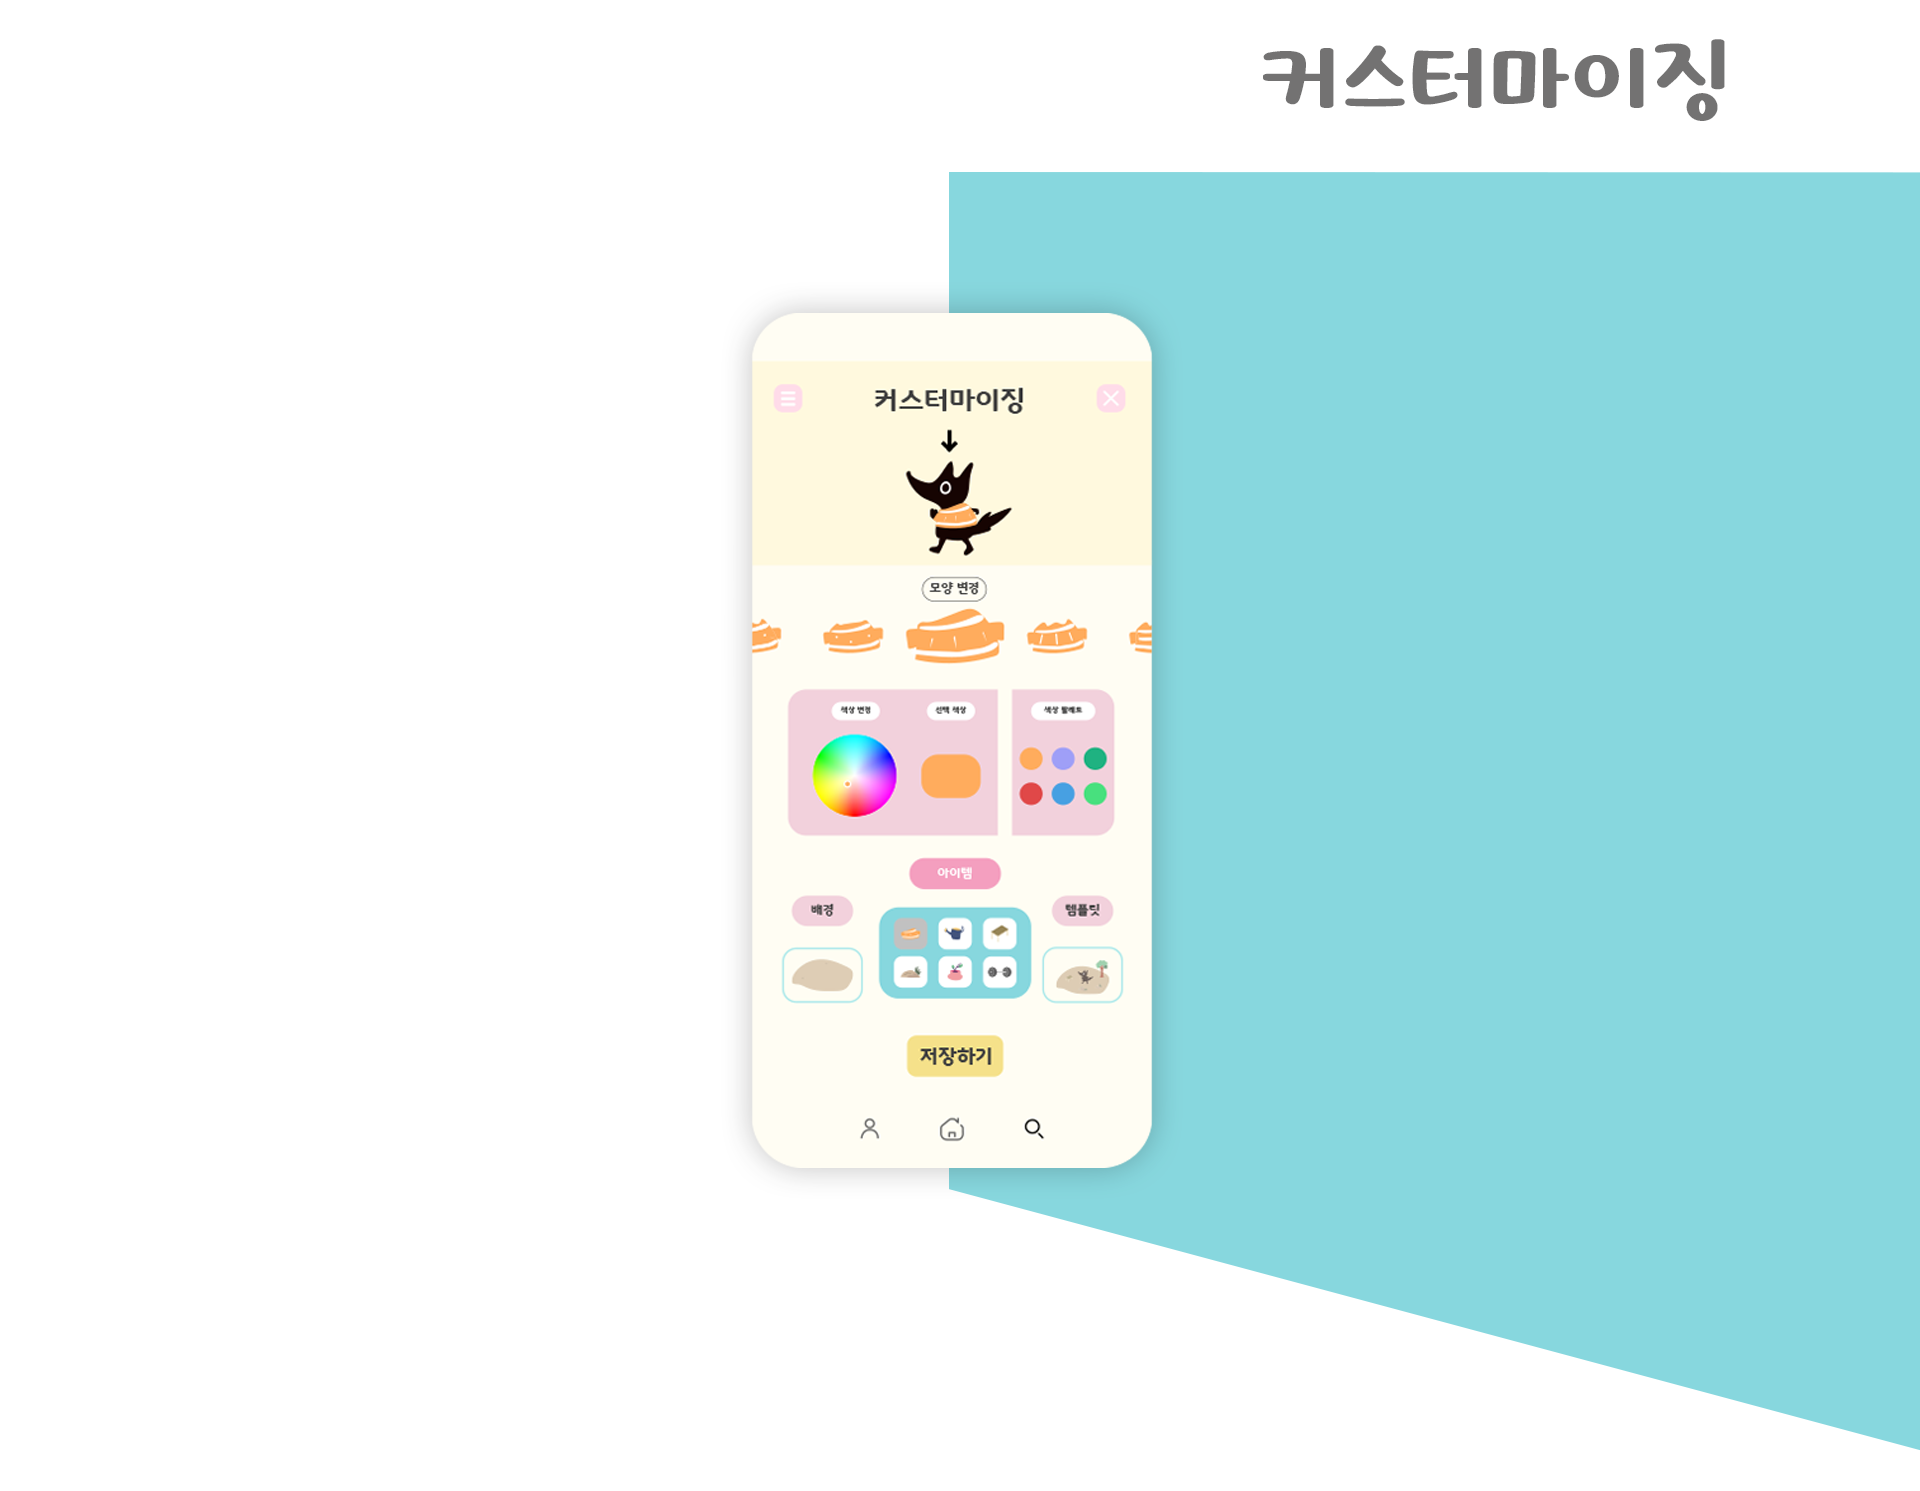 커스터마이징
커스터마이징
모양 변경
색상 변경
선택 색상
색상 팔레트
아이템
배경
템플릿
저장하기